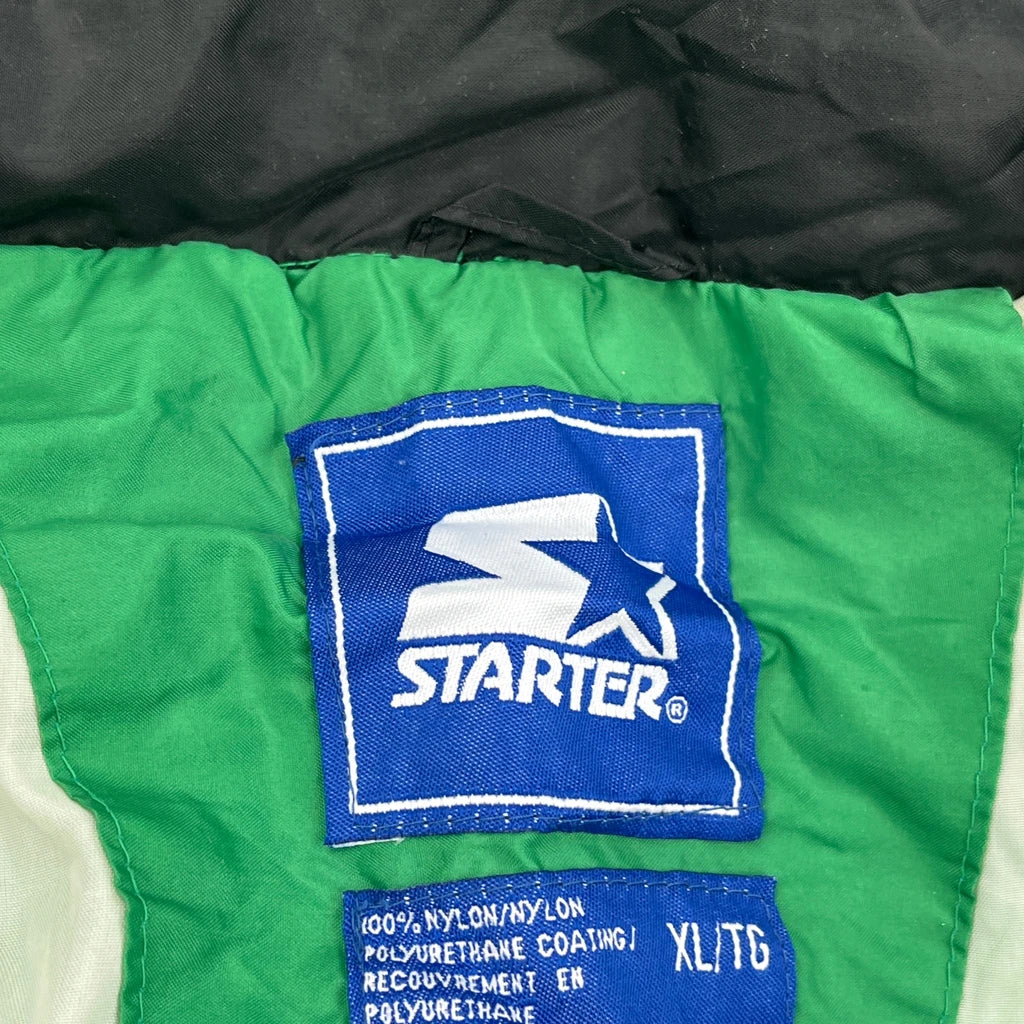 STARTER®
100% NYLON/NYLON
POLYURETHANE COATING/
RECOUVREMENT EN
POLYURETHANE
XL/TG